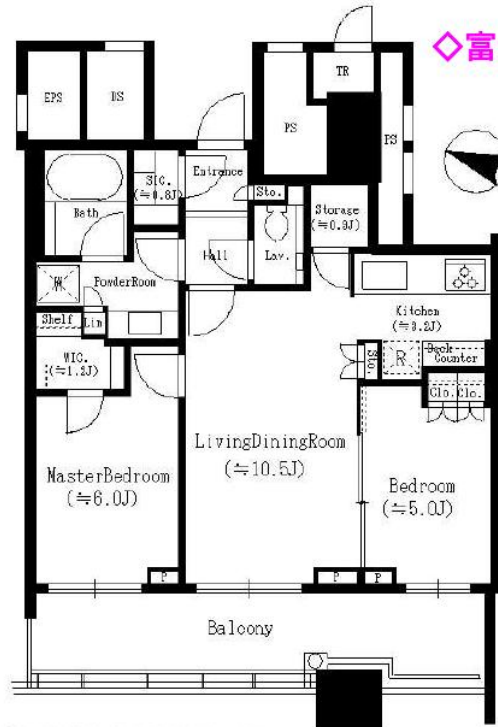 ◇富
TR
EPS
DS
PS
PS
SIC.
(≒0.8J)
Entrance
Sto.
Bath
Storage
(≒0.9J)
Hall
Lav.
W
PowderRoom
Kitchen
(≒3.2J)
Shelf
Lin
Sto
R
Back
Counter
WIC.
(≒1.2J)
Clo.
Clo.
LivingDiningRoom
(≒10.5J)
MasterBedroom
(≒6.0J)
Bedroom
(≒5.0J)
P
P
P
Balcony